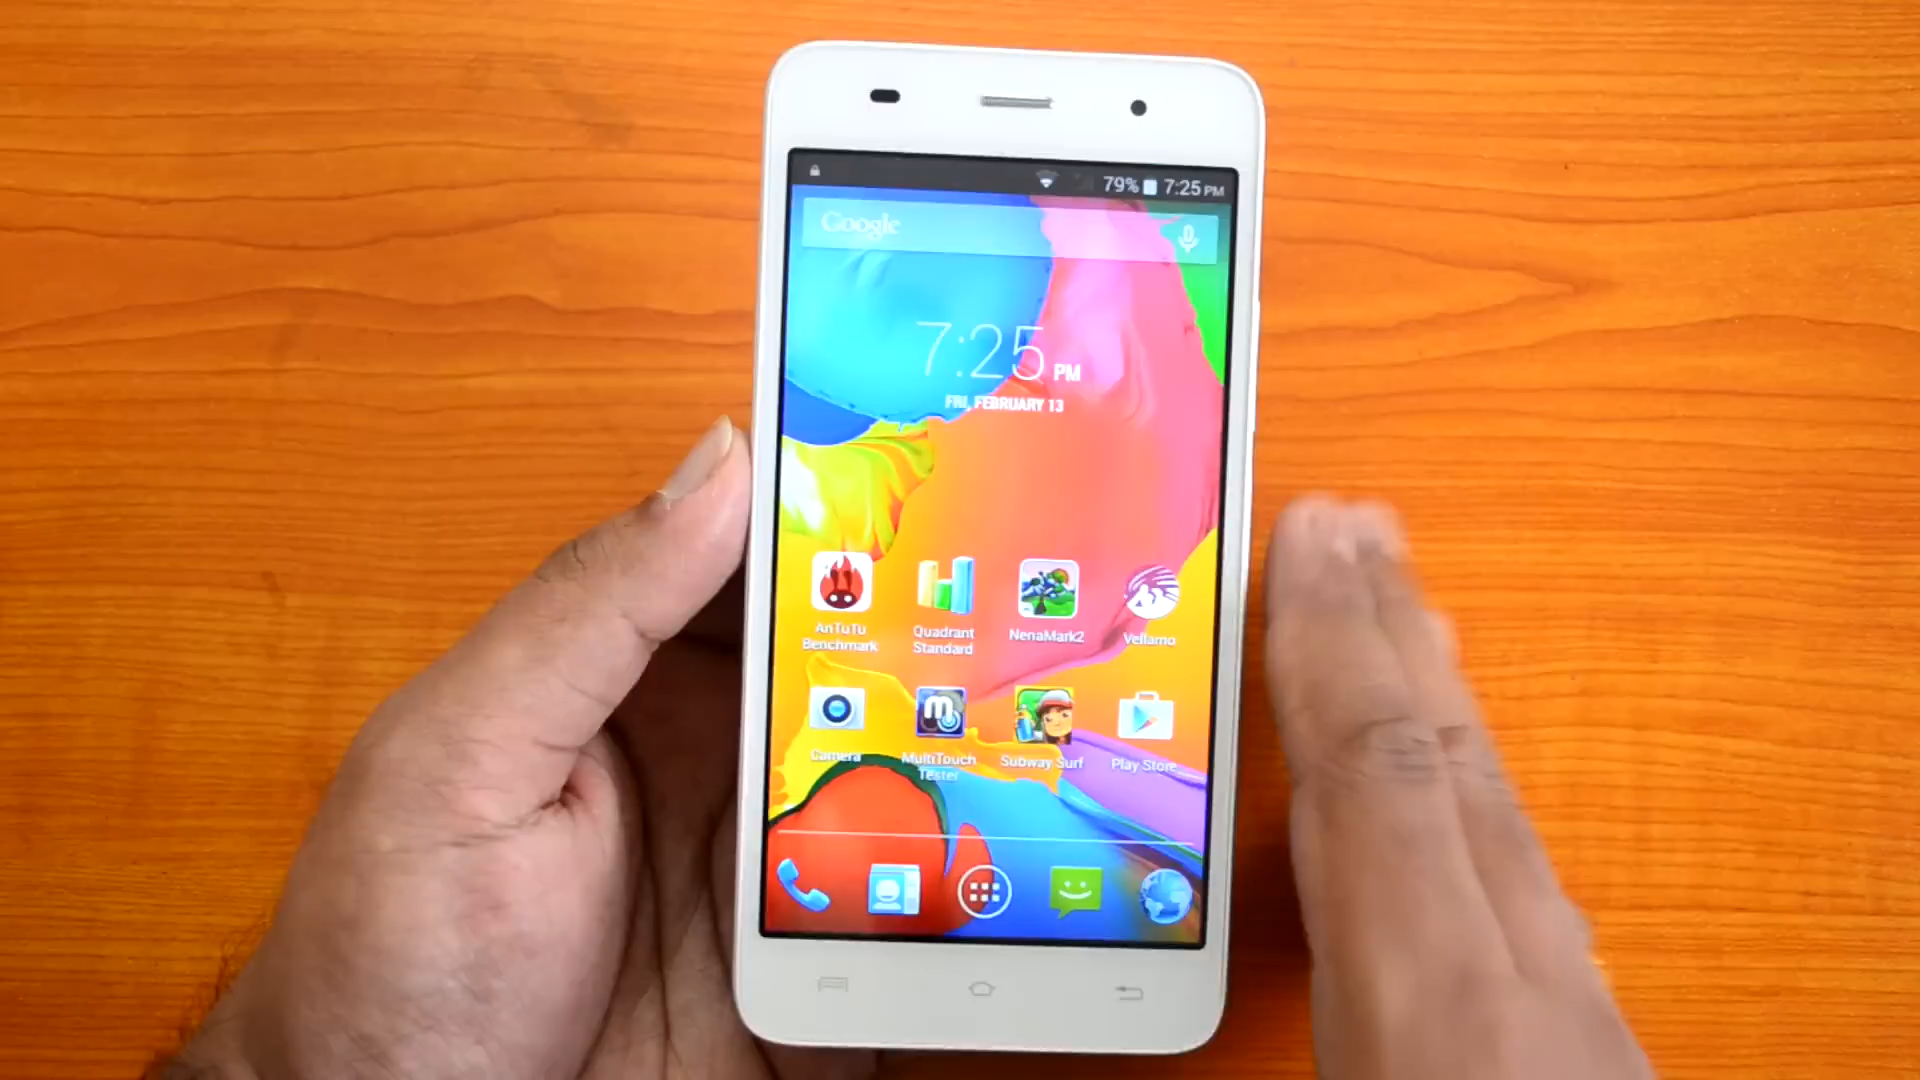 79% 7:25 PM
Google
7:25 PM
FRI, FEBRUARY 13
AnTuTu Benchmark
Quadrant Standard
NenaMark2
Vellamo
Camera
MultiTouch Tester
Subway Surf
Play Store